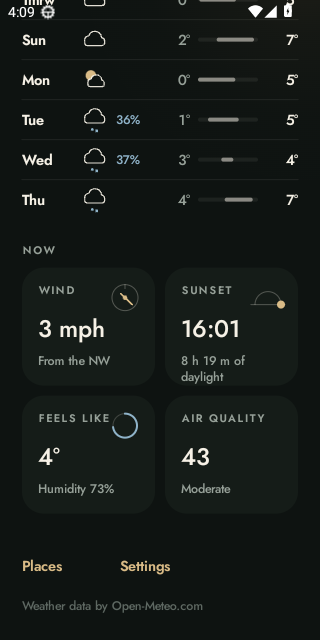 4:09
Sun 2° 7°
Mon 0° 5°
Tue 36% 1° 5°
Wed 37% 3° 4°
Thu 4° 7°
NOW
WIND
3 mph
From the NW
SUNSET
16:01
8 h 19 m of
daylight
FEELS LIKE
4°
Humidity 73%
AIR QUALITY
43
Moderate
Places Settings
Weather data by Open-Meteo.com